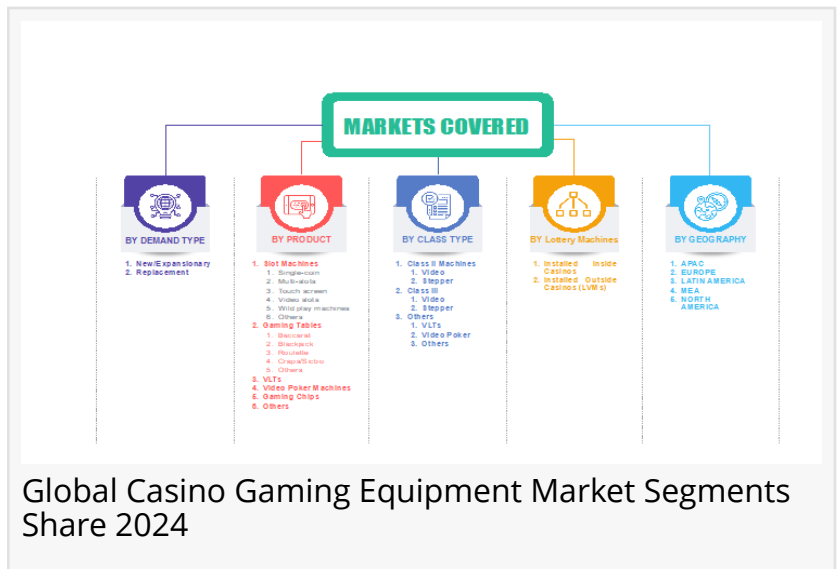 MARKETS COVERED
BY DEMAND TYPE
1. New/Expansionary
2. Replacement
BY PRODUCT
1. Slot Machines
1. Single-coin
2. Multi-slots
3. Touch screen
4. Video slots
5. Wild play machines
6. Others
2. Gaming Tables
1. Baccarat
2. Blackjack
3. Roulette
4. Craps/Sicbo
5. Others
3. VLTs
4. Video Poker Machines
5. Gaming Chips
6. Others
BY CLASS TYPE
1. Class II Machines
1. Video
2. Stepper
2. Class III
1. Video
2. Stepper
3. Others
1. VLTs
2. Video Poker
3. Others
BY Lottery Machines
1. Installed Inside
Casinos
2. Installed Outside
Casinos (LVMs)
BY GEOGRAPHY
1. APAC
2. EUROPE
3. LATIN AMERICA
4. MEA
5. NORTH
AMERICA
Global Casino Gaming Equipment Market Segments
Share 2024